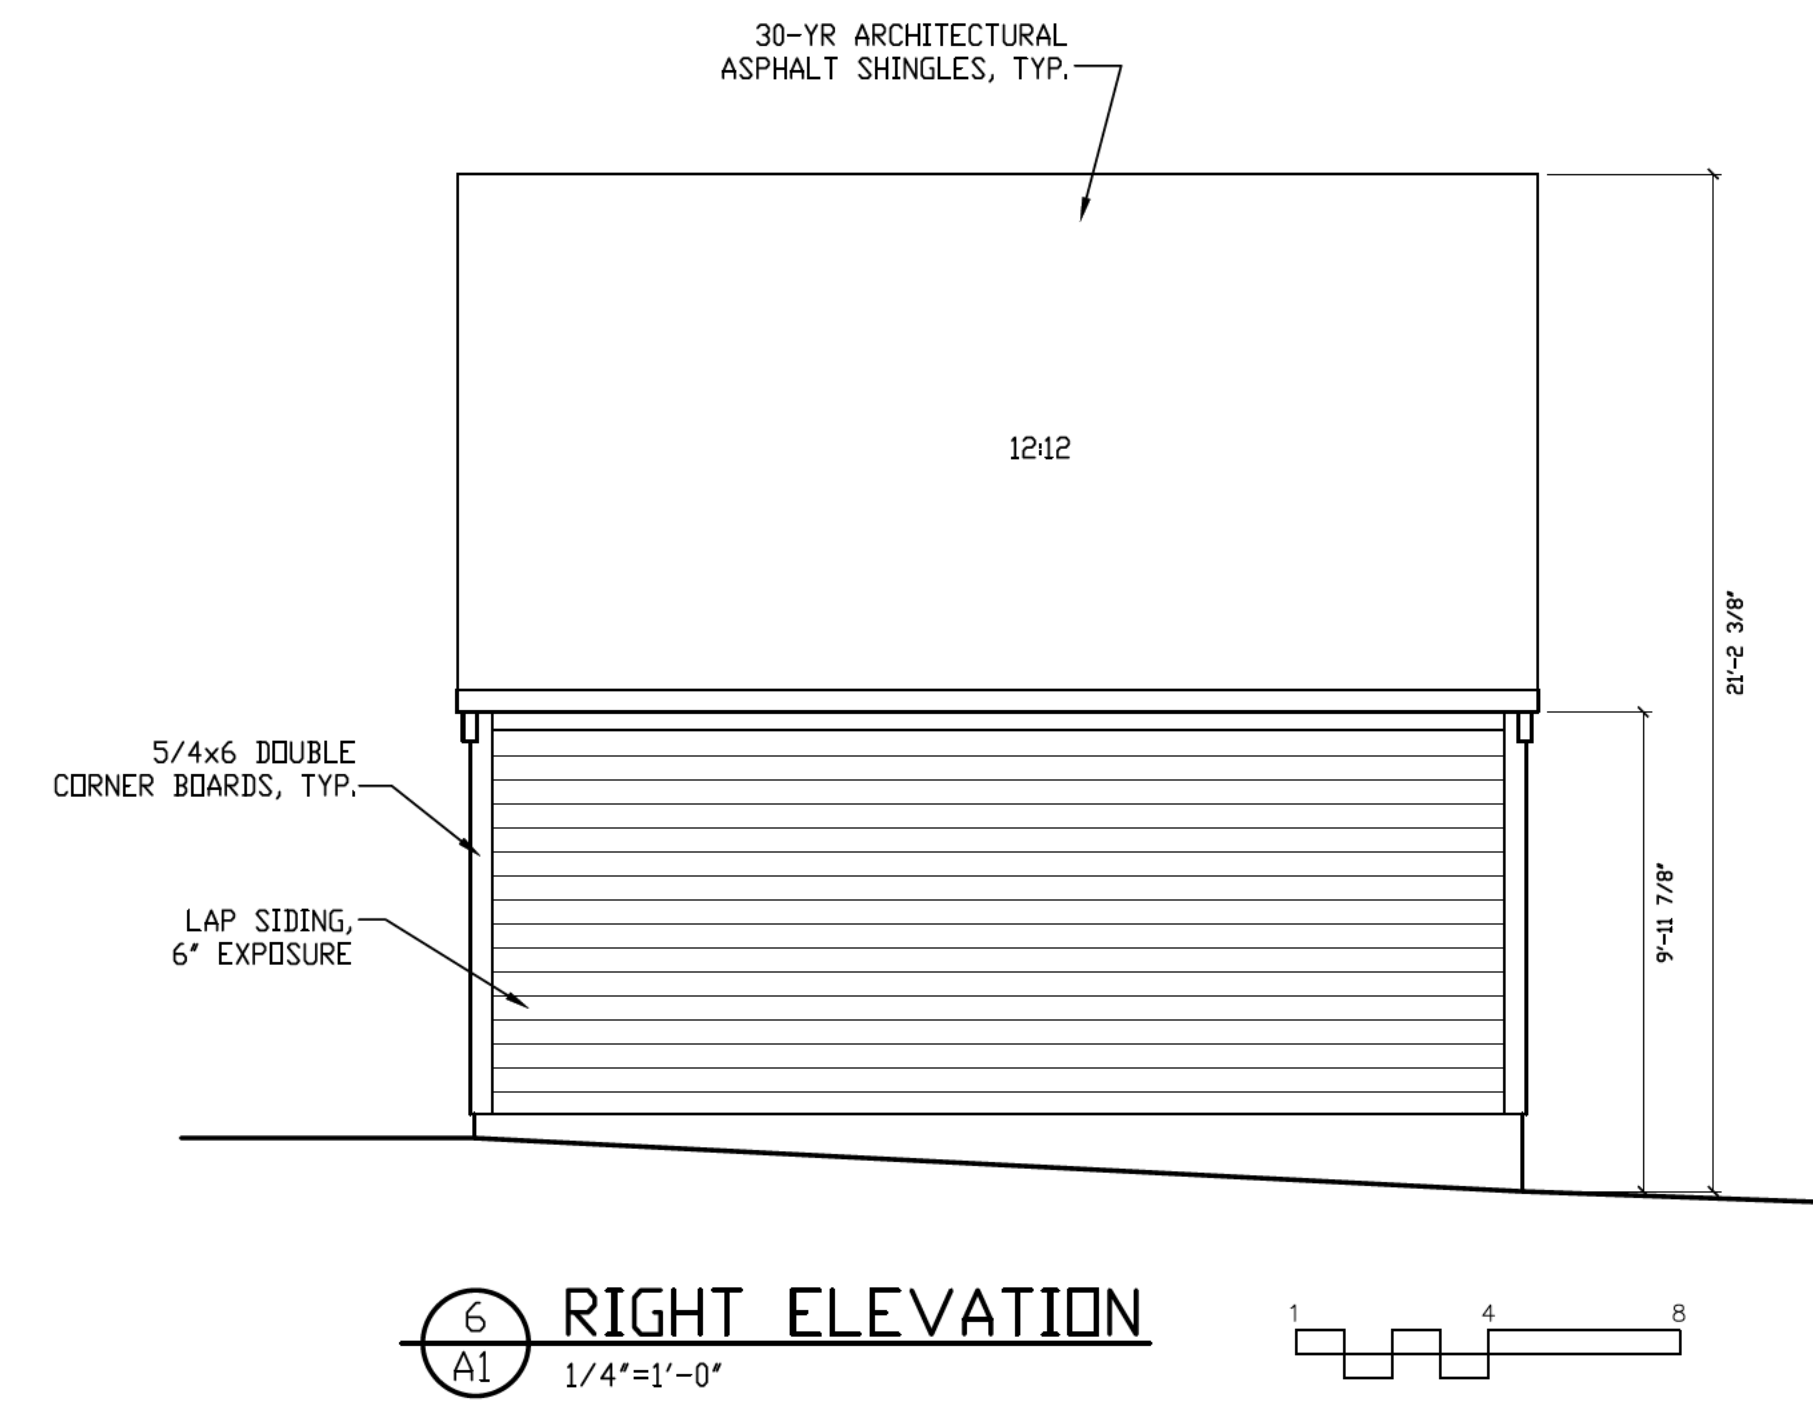 30-YR ARCHITECTURAL
ASPHALT SHINGLES, TYP.
12:12
21'-2 3/8"
5/4x6 DOUBLE
CORNER BOARDS, TYP.
9'-11 7/8"
LAP SIDING,
6" EXPOSURE
6
A1
RIGHT ELEVATION
1/4"=1'-0"
1 4 8